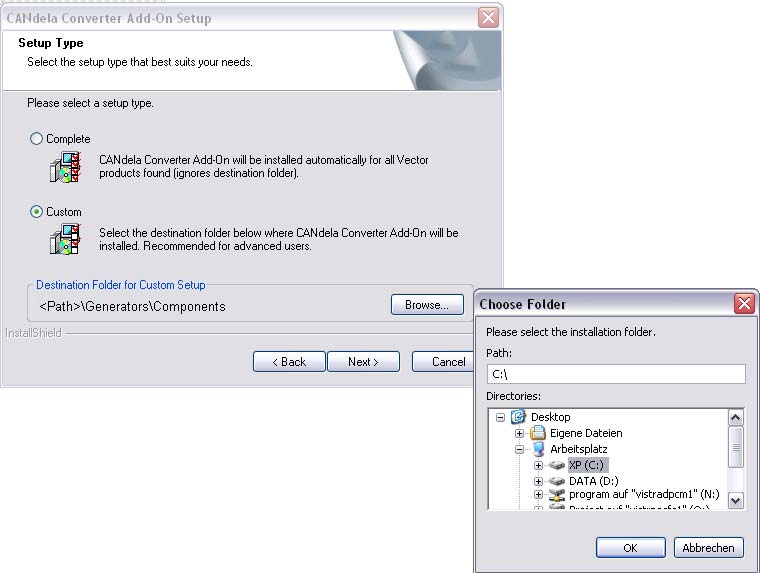 CANdela Converter Add-On Setup
Setup Type
Select the setup type that best suits your needs.
Please select a setup type.
Complete
CANdela Converter Add-On will be installed automatically for all Vector
products found (ignores destination folder).
Custom
Select the destination folder below where CANdela Converter Add-On will be
installed. Recommended for advanced users.
Destination Folder for Custom Setup
<Path>\Generators\Components
Browse...
InstallShield
< Back
Next >
Cancel
Choose Folder
Please select the installation folder.
Path:
C:\
Directories:
Desktop
Eigene Dateien
Arbeitsplatz
XP (C:)
DATA (D:)
program auf "vistradpcm1" (N:)
OK
Abbrechen